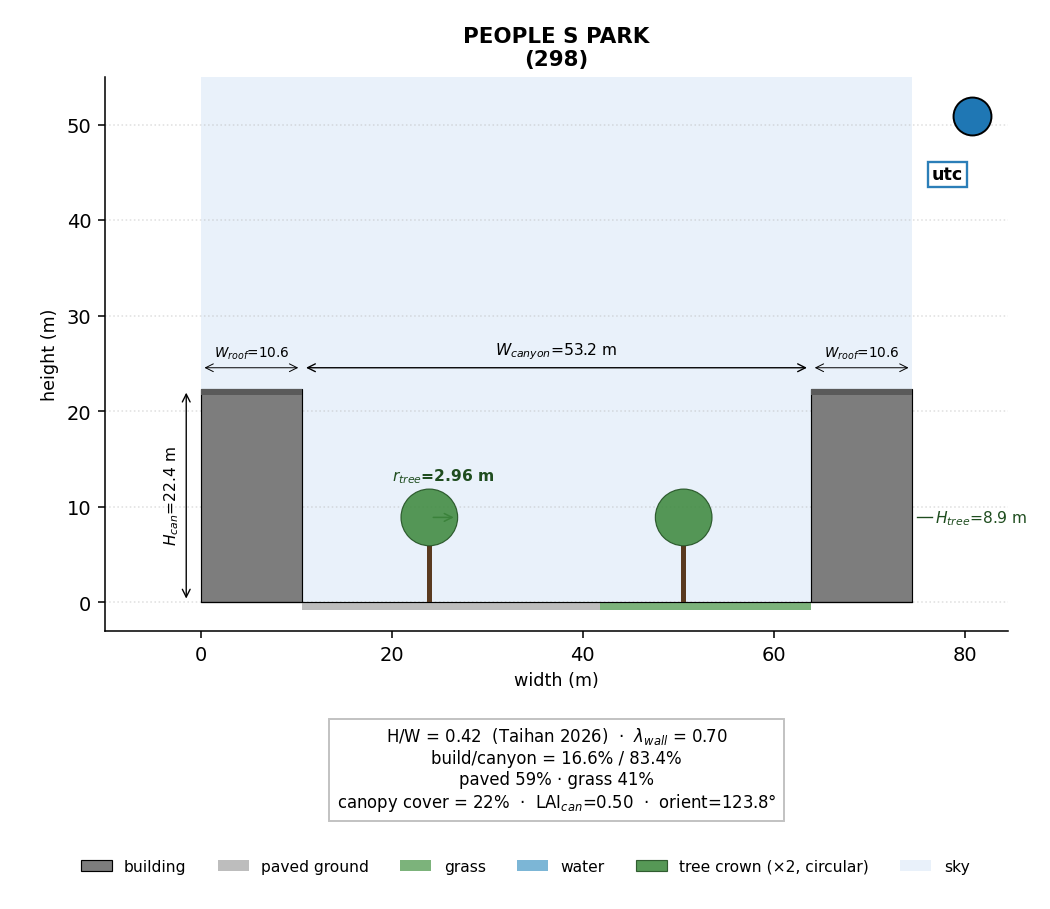 PEOPLE S PARK
(298)
50
40
30
20
10
0
height (m)
utc
W_roof=10.6
W_canyon=53.2 m
W_roof=10.6
H_can=22.4 m
r_tree=2.96 m
H_tree=8.9 m
0 20 40 60 80
width (m)
H/W = 0.42 (Taihan 2026) · λ_wall = 0.70
build/canyon = 16.6% / 83.4%
paved 59% · grass 41%
canopy cover = 22% · LAI_can=0.50 · orient=123.8°
building paved ground grass water tree crown (×2, circular) sky